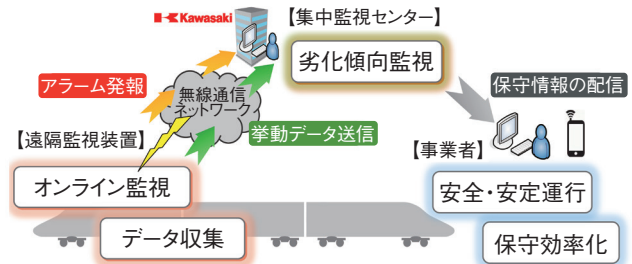 Kawasaki
【集中監視センター】
劣化傾向監視
アラーム発報
無線通信
ネットワーク
保守情報の配信
挙動データ送信
【遠隔監視装置】
【事業者】
オンライン監視
安全・安定運行
データ収集
保守効率化